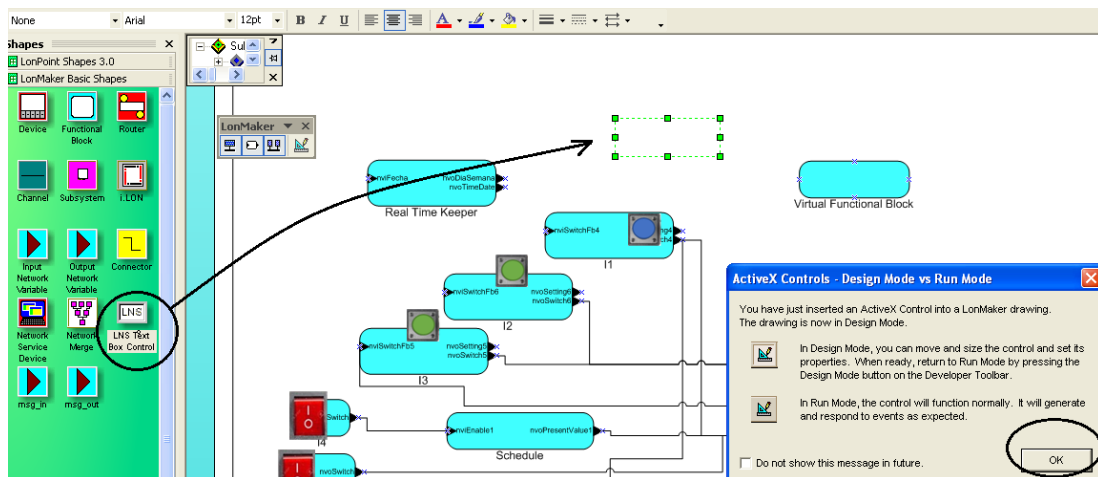 None
Arial
12pt
B I U
A
Shapes
LonPoint Shapes 3.0
LonMaker Basic Shapes
Device
Functional
Block
Router
Channel
Subsystem
i.LON
Input
Network
Variable
Output
Network
Variable
Connector
Network
Service
Device
Network
Merge
LNS
LNS Text
Box Control
msg_in
msg_out
Sul
LonMaker
nviFecha
nvoDiaSemana
nvoTimeDate
Real Time Keeper
Virtual Functional Block
nviSwitchFb4
I1
nviSwitchFb6
nvoSetting6
nvoSwitch6
I2
nviSwitchFb5
nvoSetting5
nvoSwitch5
I3
Switch
I4
nviEnable1
nvoPresentValue1
Schedule
nvoSwitch
ActiveX Controls - Design Mode vs Run Mode
You have just inserted an ActiveX Control into a LonMaker drawing.
The drawing is now in Design Mode.
In Design Mode, you can move and size the control and set its
properties. When ready, return to Run Mode by pressing the
Design Mode button on the Developer Toolbar.
In Run Mode, the control will function normally. It will generate
and respond to events as expected.
Do not show this message in future.
OK